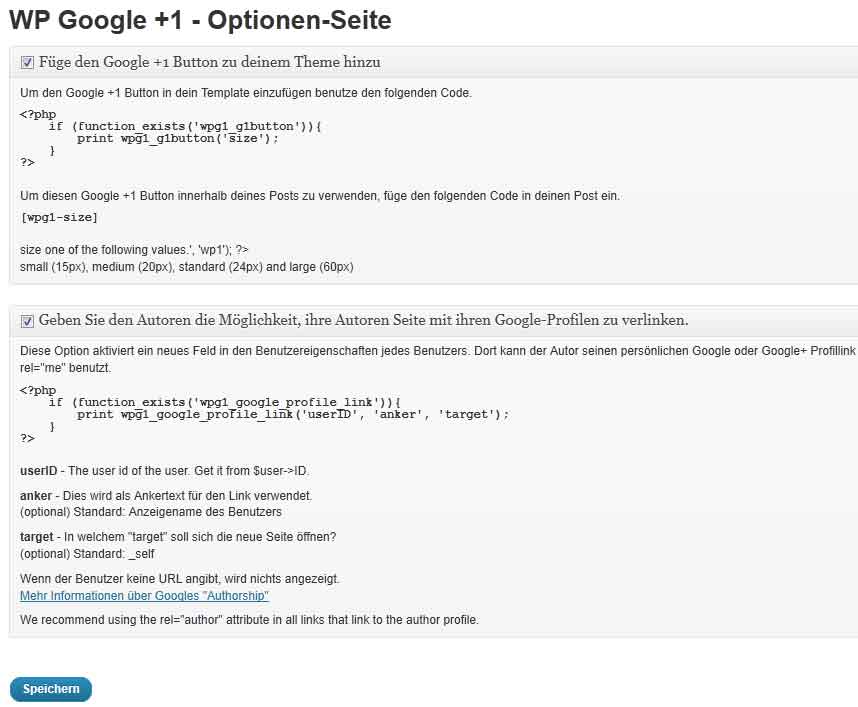 WP Google +1 - Optionen-Seite
Füge den Google +1 Button zu deinem Theme hinzu
Um den Google +1 Button in dein Template einzufügen benutze den folgenden Code.
<?php
if (function_exists('wpg1_g1button')){
print wpg1_g1button('size');
}
?>
Um diesen Google +1 Button innerhalb deines Posts zu verwenden, füge den folgenden Code in deinen Post ein.
[wpg1-size]
size one of the following values.', 'wp1'); ?>
small (15px), medium (20px), standard (24px) and large (60px)
Geben Sie den Autoren die Möglichkeit, ihre Autoren Seite mit ihren Google-Profilen zu verlinken.
Diese Option aktiviert ein neues Feld in den Benutzereigenschaften jedes Benutzers. Dort kann der Autor seinen persönlichen Google oder Google+ Profillink
rel="me" benutzt.
<?php
if (function_exists('wpg1_google_profile_link')){
print wpg1_google_profile_link('userID', 'anker', 'target');
}
?>
userID - The user id of the user. Get it from $user->ID.
anker - Dies wird als Ankertext für den Link verwendet.
(optional) Standard: Anzeigename des Benutzers
target - In welchem "target" soll sich die neue Seite öffnen?
(optional) Standard: _self
Wenn der Benutzer keine URL angibt, wird nichts angezeigt.
Mehr Informationen über Googles "Authorship"
We recommend using the rel="author" attribute in all links that link to the author profile.
Speichern